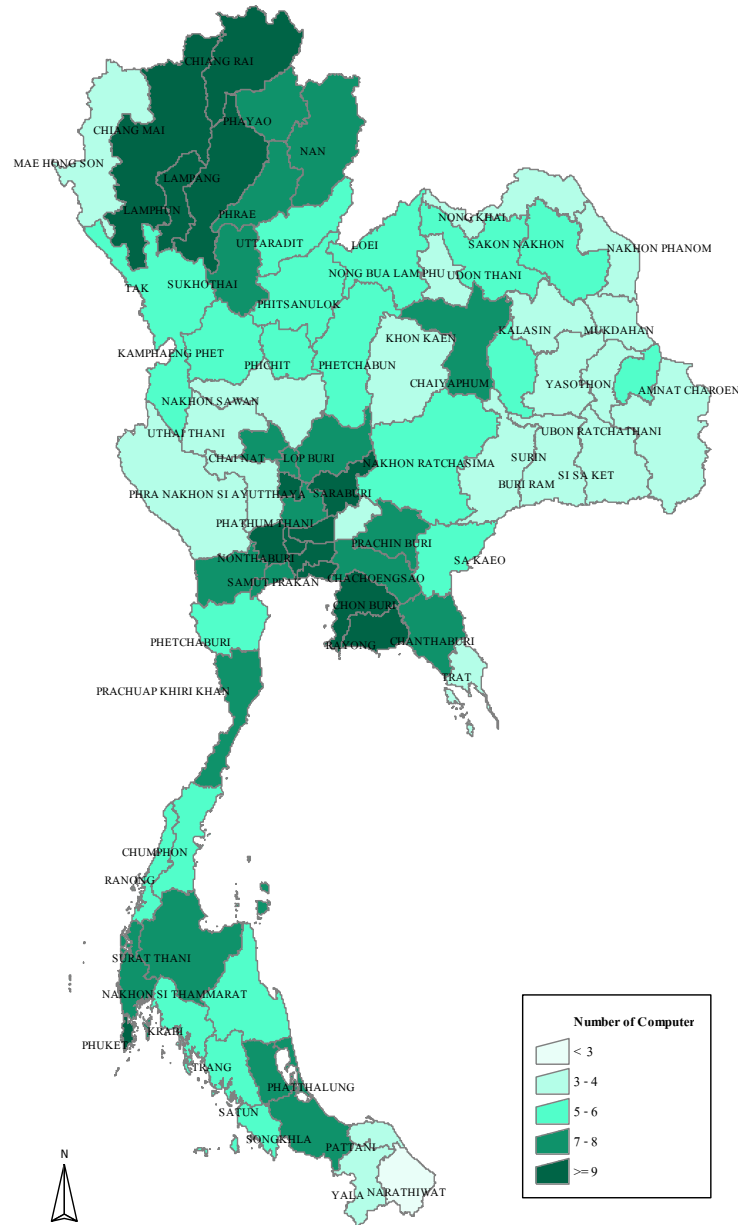 CHIANG RAI
PHAYAO
CHIANG MAI
NAN
MAE HONG SON
LAMPANG
LAMPHUN
PHRAE
NONG KHAI
UTTARADIT
LOEI
SAKON NAKHON
NAKHON PHANOM
NONG BUA LAM PHU
UDON THANI
TAK
SUKHOTHAI
PHITSANULOK
KALASIN
MUKDAHAN
KHON KAEN
KAMPHAENG PHET
PHICHIT
PHETCHABUN
CHAIYAPHUM
YASOTHON
AMNAT CHAROEN
NAKHON SAWAN
UTHAI THANI
UBON RATCHATHANI
CHAI NAT
LOP BURI
NAKHON RATCHASIMA
SURIN
SI SA KET
BURI RAM
PHRA NAKHON SI AYUTTHAYA
SARABURI
PHATHUM THANI
PRACHIN BURI
NONTHABURI
SA KAEO
SAMUT PRAKAN
CHACHOENGSAO
CHON BURI
PHETCHABURI
RAYONG
CHANTHABURI
TRAT
PRACHUAP KHIRI KHAN
CHUMPHON
RANONG
SURAT THANI
NAKHON SI THAMMARAT
KRABI
PHUKET
TRANG
PHATTHALUNG
SATUN
SONGKHLA
PATTANI
YALA
NARATHIWAT
Number of Computer
< 3
3 - 4
5 - 6
7 - 8
>= 9
N